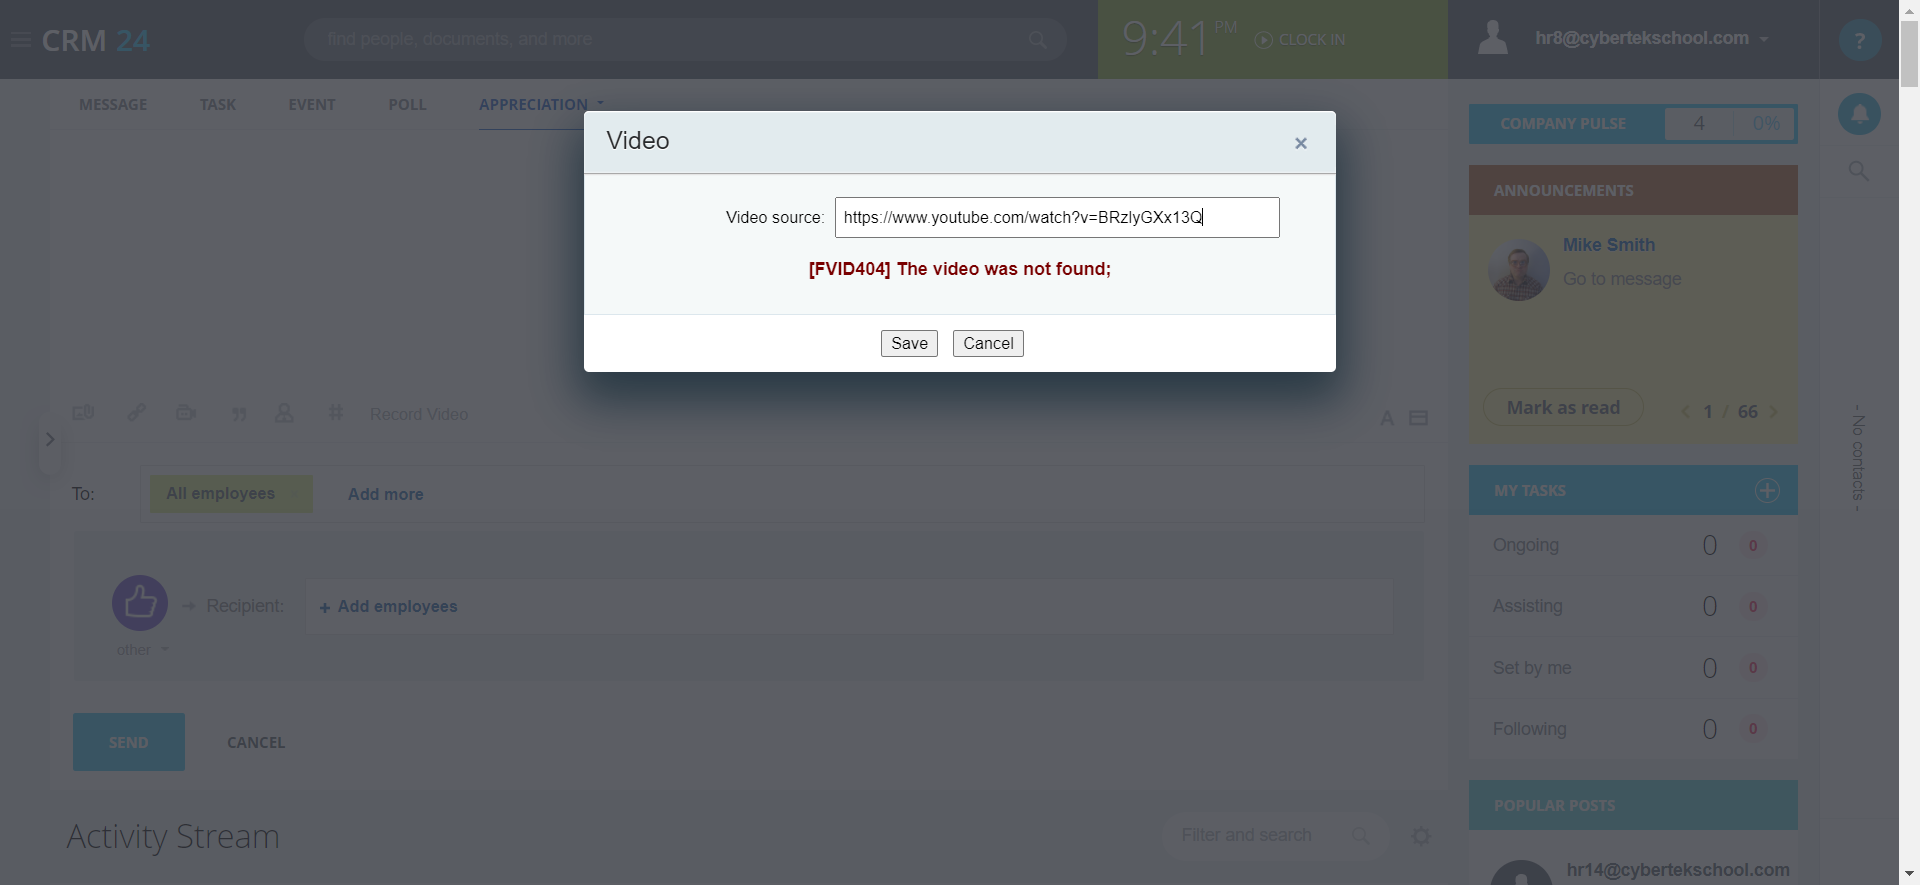 CRM 24
find people, documents, and more
9:41 PM
CLOCK IN
hr8@cybertekschool.com
?
MESSAGE
TASK
EVENT
POLL
APPRECIATION
COMPANY PULSE
4
0%
Video
×
Video source:
https://www.youtube.com/watch?v=BRzlyGXx13Q
[FVID404] The video was not found;
Save
Cancel
ANNOUNCEMENTS
Mike Smith
Go to message
Mark as read
1 / 66
Record Video
A
- No contacts -
To:
All employees
Add more
MY TASKS
Ongoing
0
0
Assisting
0
0
Set by me
0
0
Following
0
0
Recipient:
+ Add employees
other
SEND
CANCEL
POPULAR POSTS
Activity Stream
Filter and search
hr14@cybertekschool.com